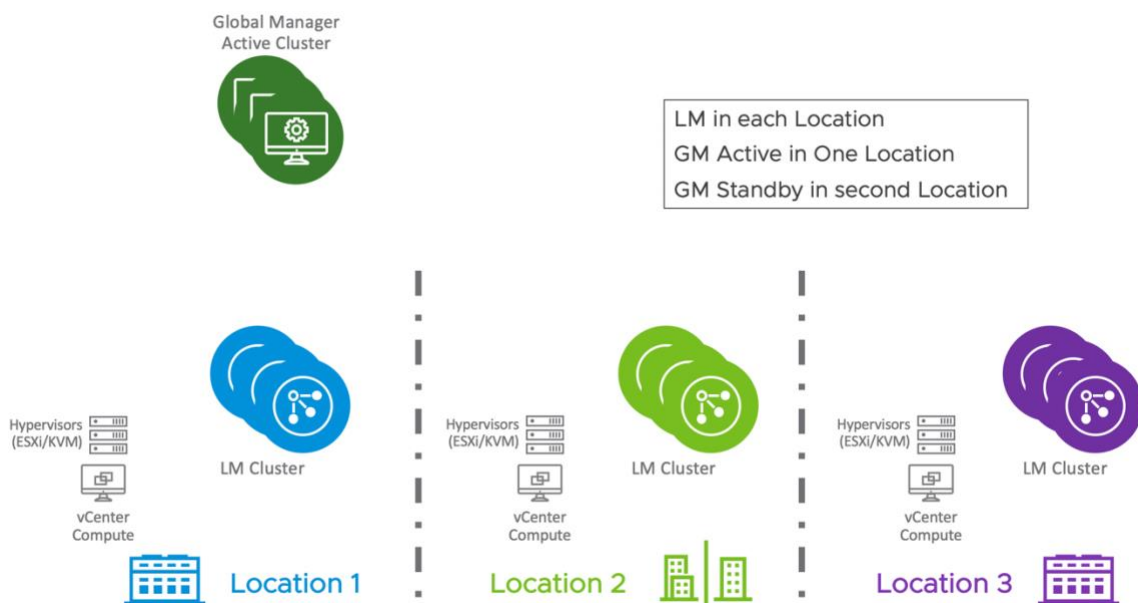 Global Manager
Active Cluster
LM in each Location
GM Active in One Location
GM Standby in second Location
Hypervisors
(ESXi/KVM)
LM Cluster
vCenter
Compute
Location 1
Hypervisors
(ESXi/KVM)
LM Cluster
vCenter
Compute
Location 2
Hypervisors
(ESXi/KVM)
LM Cluster
vCenter
Compute
Location 3